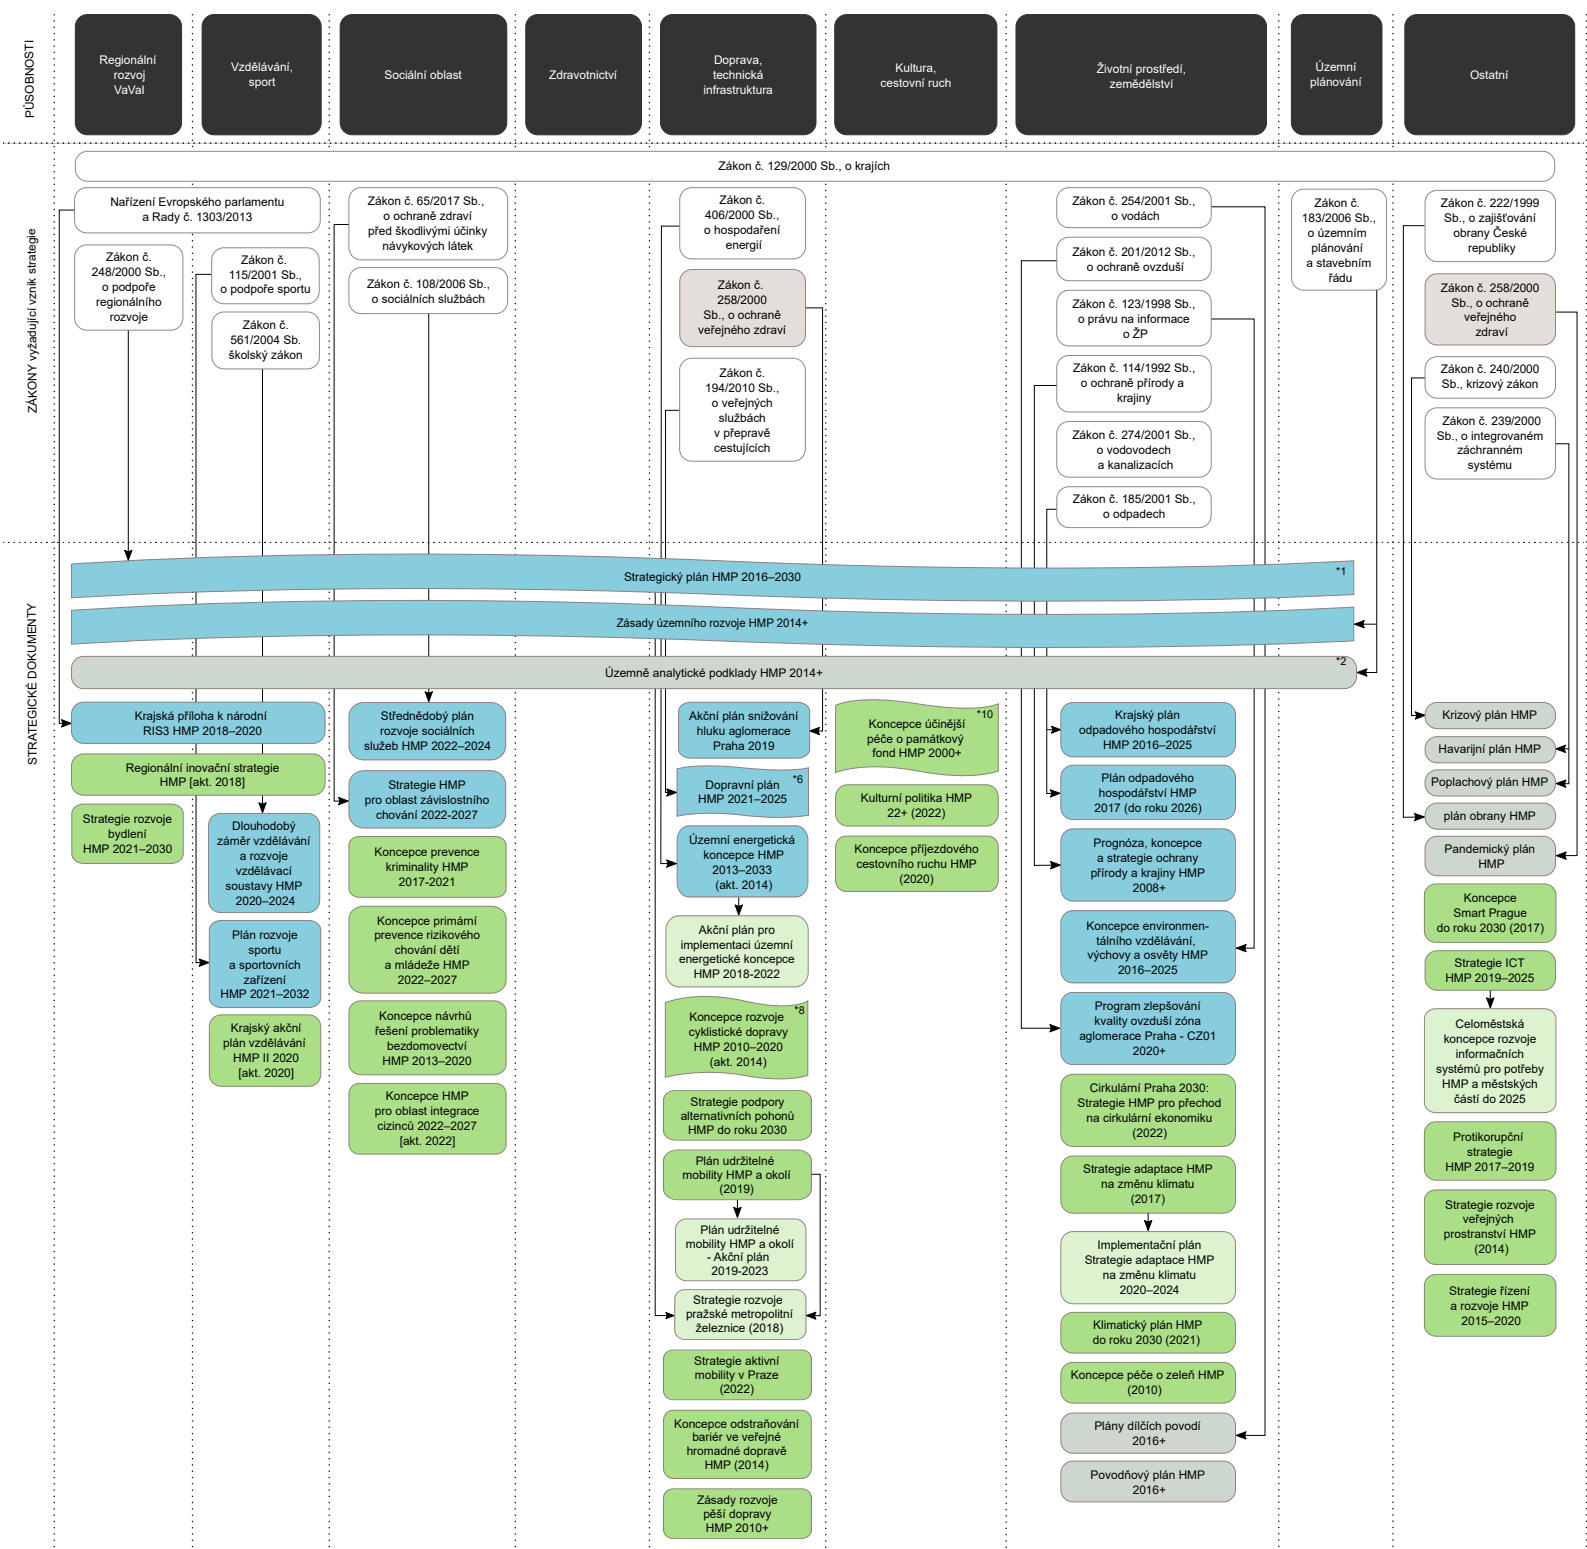 PŮSOBNOSTI
Regionální
rozvoj
VaVaI
Vzdělávání,
sport
Sociální oblast
Zdravotnictví
Doprava,
technická
infrastruktura
Kultura,
cestovní ruch
Životní prostředí,
zemědělství
Územní
plánování
Ostatní
ZÁKONY vyžadující vznik strategie
Zákon č. 129/2000 Sb., o krajích
Nařízení Evropského parlamentu
a Rady č. 1303/2013
Zákon č.
248/2000 Sb.,
o podpoře
regionálního
rozvoje
Zákon č.
115/2001 Sb.,
o podpoře sportu
Zákon č.
561/2004 Sb.
školský zákon
Zákon č. 65/2017 Sb.,
o ochraně zdraví
před škodlivými účinky
návykových látek
Zákon č. 108/2006 Sb.,
o sociálních službách
Zákon č.
406/2000 Sb.,
o hospodaření
energií
Zákon č.
258/2000
Sb., o ochraně
veřejného zdraví
Zákon č.
194/2010 Sb.,
o veřejných
službách
v přepravě
cestujících
Zákon č. 254/2001 Sb.,
o vodách
Zákon č. 201/2012 Sb.,
o ochraně ovzduší
Zákon č. 123/1998 Sb.,
o právu na informace
o ŽP
Zákon č. 114/1992 Sb.,
o ochraně přírody a
krajiny
Zákon č. 274/2001 Sb.,
o vodovodech
a kanalizacích
Zákon č. 185/2001 Sb.,
o odpadech
Zákon č.
183/2006 Sb.,
o územním
plánování
a stavebním
řádu
Zákon č. 222/1999
Sb., o zajišťování
obrany České
republiky
Zákon č. 258/2000
Sb., o ochraně
veřejného
zdraví
Zákon č. 240/2000
Sb., krizový zákon
Zákon č. 239/2000
Sb., o integrovaném
záchranném
systému
STRATEGICKÉ DOKUMENTY
Strategický plán HMP 2016–2030
*1
Zásady územního rozvoje HMP 2014+
Územně analytické podklady HMP 2014+
*2
Krajská příloha k národní
RIS3 HMP 2018–2020
Regionální inovační strategie
HMP [akt. 2018]
Strategie rozvoje
bydlení
HMP 2021–2030
Dlouhodobý
záměr vzdělávání
a rozvoje
vzdělávací
soustavy HMP
2020–2024
Plán rozvoje
sportu
a sportovních
zařízení
HMP 2021–2032
Krajský akční
plán vzdělávání
HMP II 2020
[akt. 2020]
Střednědobý plán
rozvoje sociálních
služeb HMP 2022–2024
Strategie HMP
pro oblast závislostního
chování 2022-2027
Koncepce prevence
kriminality HMP
2017-2021
Koncepce primární
prevence rizikového
chování dětí
a mládeže HMP
2022–2027
Koncepce návrhů
řešení problematiky
bezdomovectví
HMP 2013–2020
Koncepce HMP
pro oblast integrace
cizinců 2022–2027
[akt. 2022]
Akční plán snižování
hluku aglomerace
Praha 2019
*6
Dopravní plán
HMP 2021–2025
Územní energetická
koncepce HMP
2013–2033
(akt. 2014)
Akční plán pro
implementaci územní
energetické koncepce
HMP 2018-2022
*8
Koncepce rozvoje
cyklistické dopravy
HMP 2010–2020
(akt. 2014)
Strategie podpory
alternativních pohonů
HMP do roku 2030
Plán udržitelné
mobility HMP a okolí
(2019)
Plán udržitelné
mobility HMP a okolí
- Akční plán
2019-2023
Strategie rozvoje
pražské metropolitní
železnice (2018)
Strategie aktivní
mobility v Praze
(2022)
Koncepce odstraňování
bariér ve veřejné
hromadné dopravě
HMP (2014)
Zásady rozvoje
pěší dopravy
HMP 2010+
*10
Koncepce účinější
péče o památkový
fond HMP 2000+
Kulturní politika HMP
22+ (2022)
Koncepce příjezdového
cestovního ruchu HMP
(2020)
Krajský plán
odpadového hospodářství
HMP 2016–2025
Plán odpadového
hospodářství HMP
2017 (do roku 2026)
Prognóza, koncepce
a strategie ochrany
přírody a krajiny HMP
2008+
Koncepce environmen-
tálního vzdělávání,
výchovy a osvěty HMP
2016–2025
Program zlepšování
kvality ovzduší zóna
aglomerace Praha - CZ01
2020+
Cirkulární Praha 2030:
Strategie HMP pro přechod
na cirkulární ekonomiku
(2022)
Strategie adaptace HMP
na změnu klimatu
(2017)
Implementační plán
Strategie adaptace HMP
na změnu klimatu
2020–2024
Klimatický plán HMP
do roku 2030 (2021)
Koncepce péče o zeleň HMP
(2010)
Plány dílčích povodí
2016+
Povodňový plán HMP
2016+
Krizový plán HMP
Havarijní plán HMP
Poplachový plán HMP
plán obrany HMP
Pandemický plán
HMP
Koncepce
Smart Prague
do roku 2030 (2017)
Strategie ICT
HMP 2019–2025
Celoměstská
koncepce rozvoje
informačních
systémů pro potřeby
HMP a městských
částí do 2025
Protikorupční
strategie
HMP 2017–2019
Strategie rozvoje
veřejných
prostranství HMP
(2014)
Strategie řízení
a rozvoje HMP
2015–2020